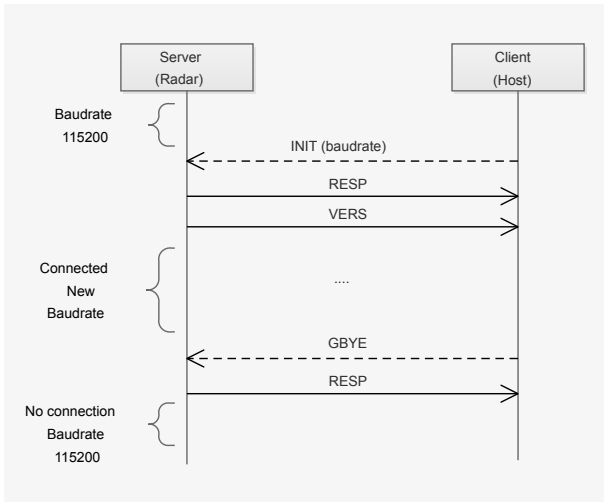 Server
(Radar)
Client
(Host)
Baudrate
115200
INIT (baudrate)
RESP
VERS
Connected
New
Baudrate
....
GBYE
RESP
No connection
Baudrate
115200